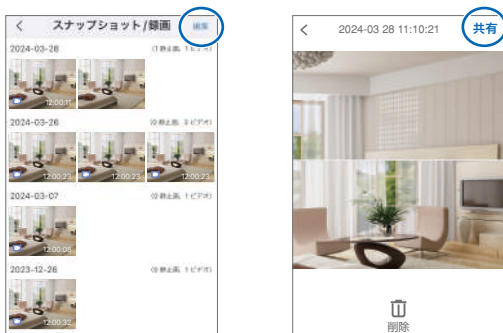 スナップショット/録画 編集
2024-03-28 (1 静止画, 1 ビデオ)
12:00:11
2024-03-26 (0 静止画, 3 ビデオ)
12:00:23 12:00:23 12:00:23
2024-03-07 (0 静止画, 1 ビデオ)
12:00:08
2023-12-26 (0 静止画, 1 ビデオ)
12:00:32
2024-03 28 11:10:21 共有
削除